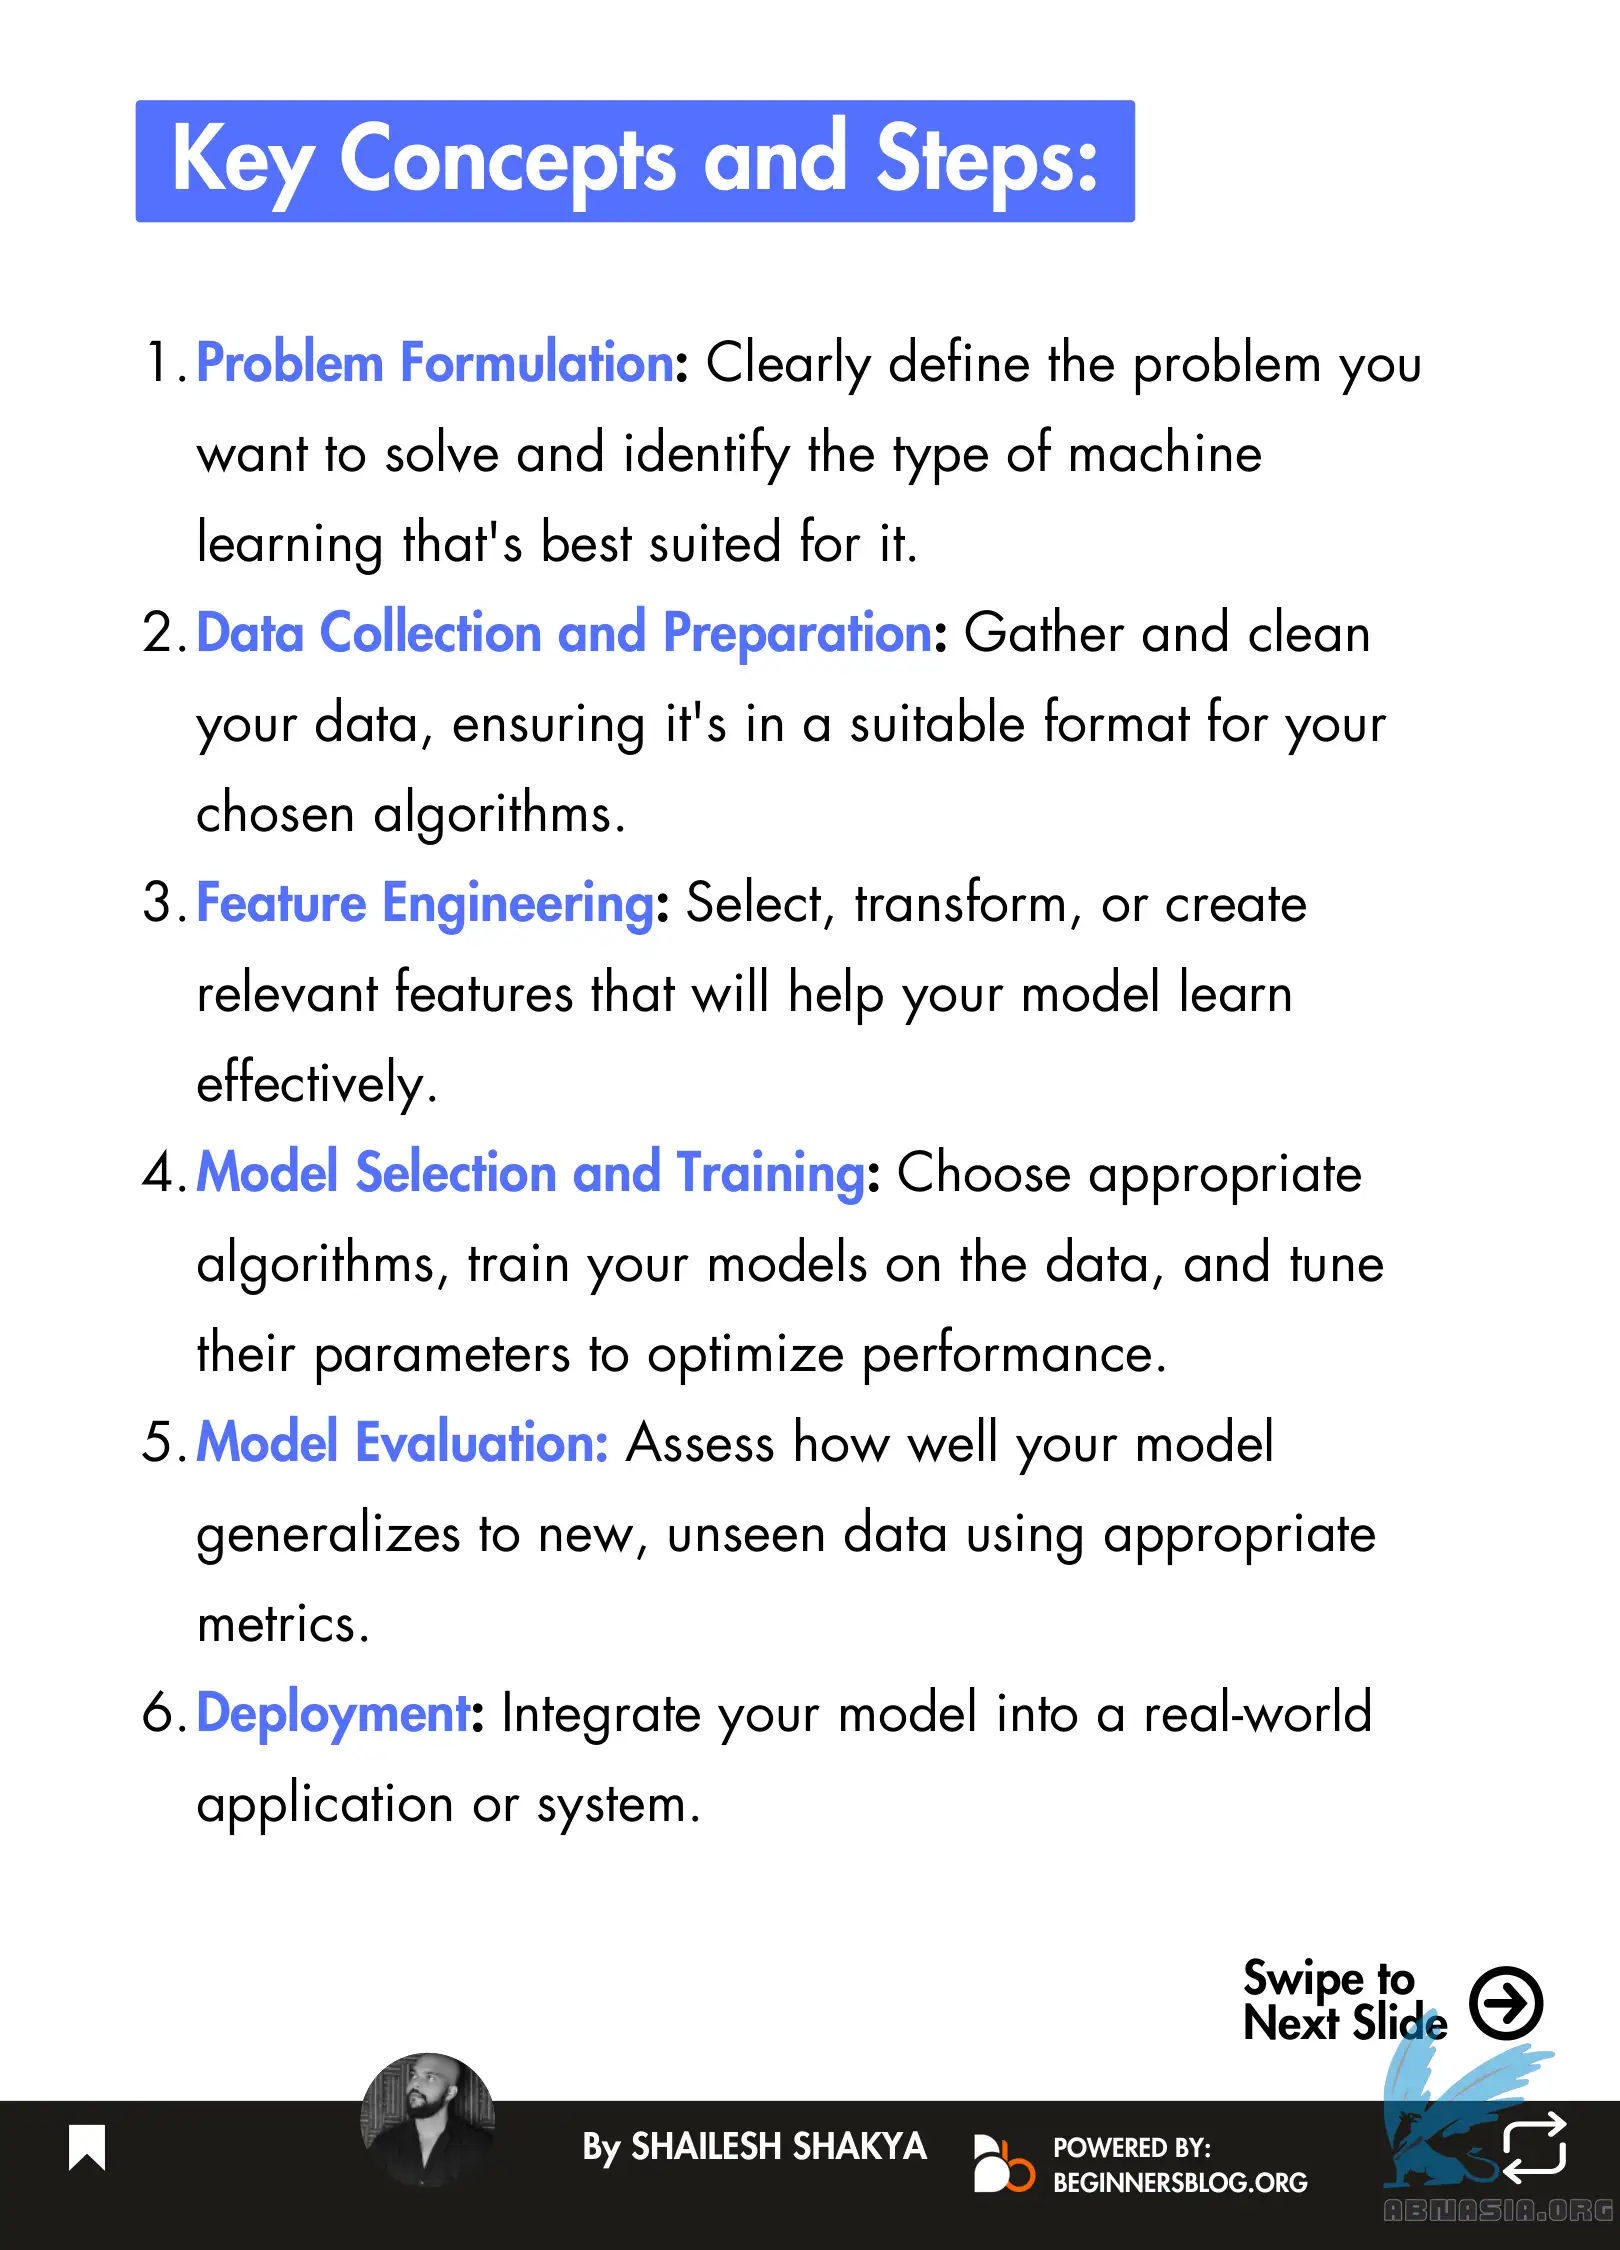 Key Concepts and Steps:
1. Problem Formulation: Clearly define the problem you
want to solve and identify the type of machine
learning that's best suited for it.
2. Data Collection and Preparation: Gather and clean
your data, ensuring it's in a suitable format for your
chosen algorithms.
3. Feature Engineering: Select, transform, or create
relevant features that will help your model learn
effectively.
4. Model Selection and Training: Choose appropriate
algorithms, train your models on the data, and tune
their parameters to optimize performance.
5. Model Evaluation: Assess how well your model
generalizes to new, unseen data using appropriate
metrics.
6. Deployment: Integrate your model into a real-world
application or system.
Swipe to
Next Slide
By SHAILESH SHAKYA
POWERED BY:
BEGINNERSBLOG.ORG
ABNASIA.ORG